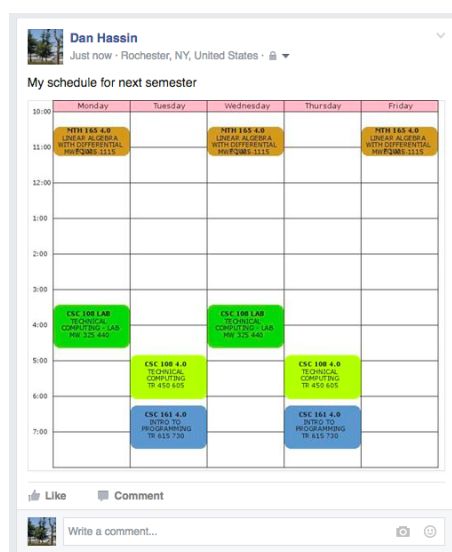 Dan Hassin
Just now · Rochester, NY, United States ·
My schedule for next semester
Monday Tuesday Wednesday Thursday Friday
10:00
MTH 165 4.0 MTH 165 4.0 MTH 165 4.0
LINEAR ALGEBRA LINEAR ALGEBRA LINEAR ALGEBRA
WITH DIFFERENTIAL WITH DIFFERENTIAL WITH DIFFERENTIAL
11:00
1115 1115 1115
12:00
1:00
2:00
3:00
CSC 108 LAB CSC 108 LAB
TECHNICAL TECHNICAL
4:00
COMPUTING - LAB COMPUTING - LAB
MW 325 440 MW 325 440
5:00
CSC 108 4.0 CSC 108 4.0
TECHNICAL TECHNICAL
COMPUTING COMPUTING
TR 450 605 TR 450 605
6:00
CSC 161 4.0 CSC 161 4.0
INTRO TO INTRO TO
PROGRAMMING PROGRAMMING
7:00
TR 615 730 TR 615 730
Like Comment
Write a comment...